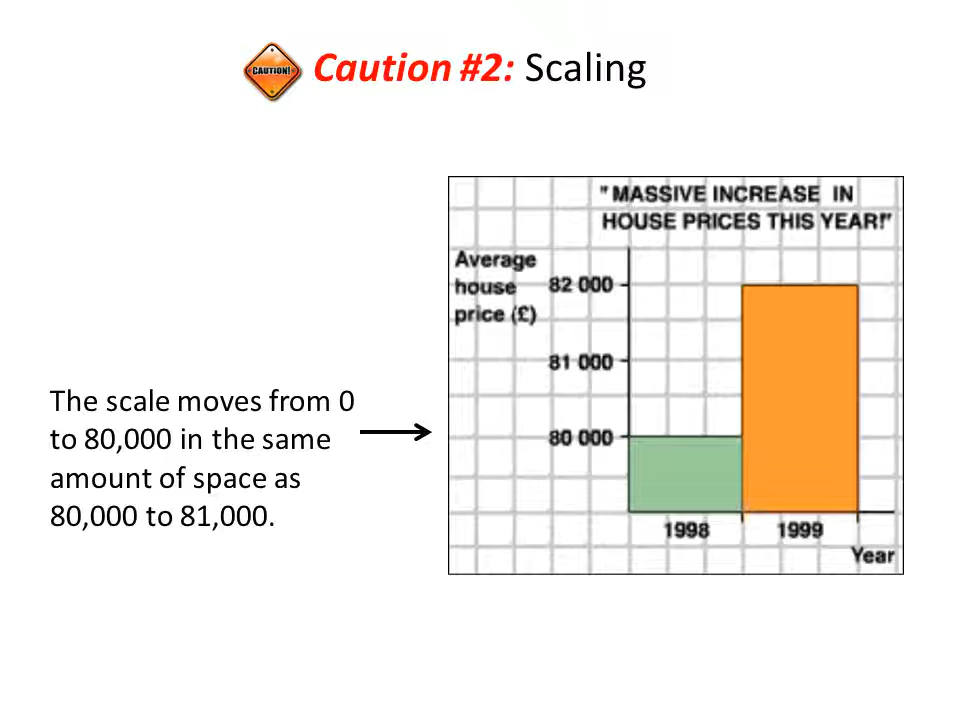 CAUTION!
Caution #2: Scaling
"MASSIVE INCREASE IN
HOUSE PRICES THIS YEAR!"
Average
house
price (£)
82 000
81 000
80 000
The scale moves from 0
to 80,000 in the same
amount of space as
80,000 to 81,000.
1998
1999
Year